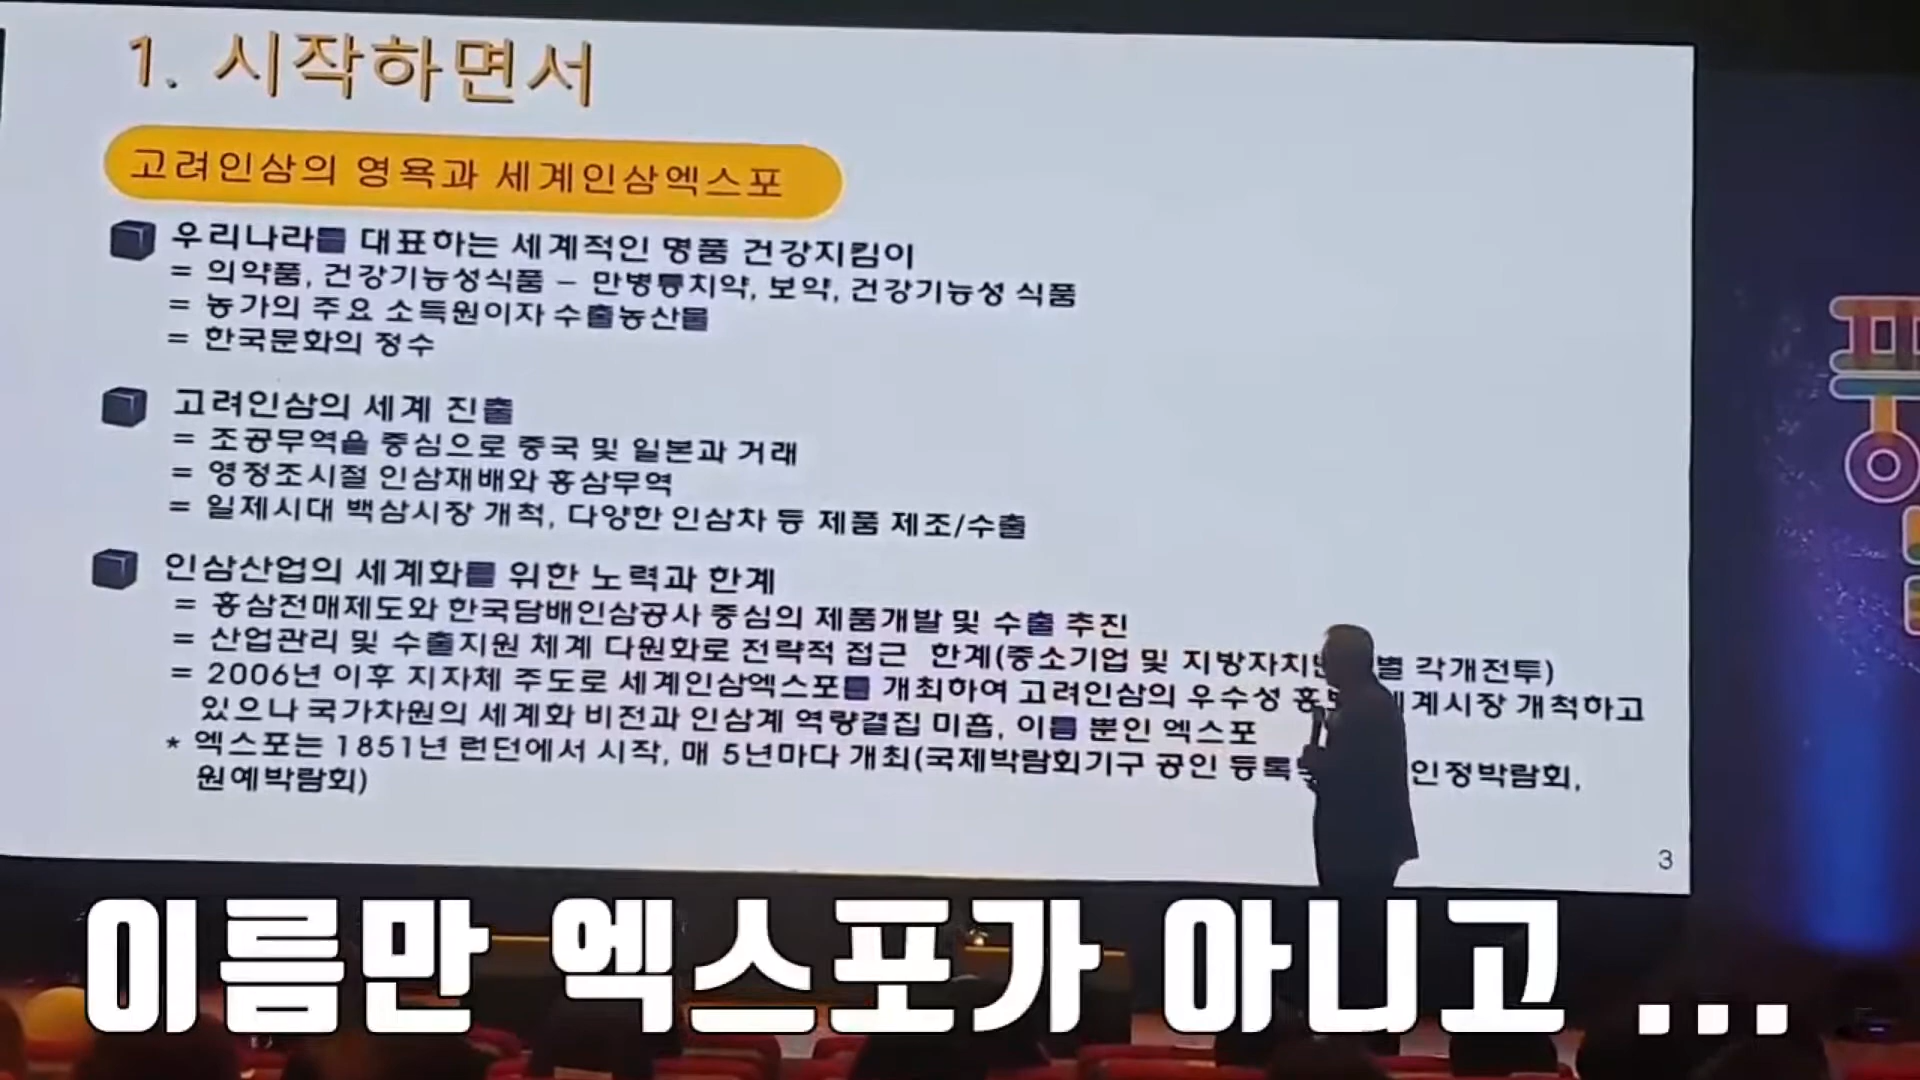 1. 시작하면서
고려인삼의 영욕과 세계인삼엑스포
우리나라를 대표하는 세계적인 명품 건강지킴이
= 의약품, 건강기능성식품 – 만병통치약, 보약, 건강기능성 식품
= 농가의 주요 소득원이자 수출농산물
= 한국문화의 정수
고려인삼의 세계 진출
= 조공무역을 중심으로 중국 및 일본과 거래
= 영정조시절 인삼재배와 홍삼무역
= 일제시대 백삼시장 개척, 다양한 인삼차 등 제품 제조/수출
인삼산업의 세계화를 위한 노력과 한계
= 홍삼전매제도와 한국담배인삼공사 중심의 제품개발 및 수출 추진
= 산업관리 및 수출지원 체계 다원화로 전략적 접근 한계(중소기업 및 각개전투)
= 2006년 이후 지자체 주도로 세계인삼엑스포를 개최하여 고려인삼의 우수성 개척하고
있으나 국가차원의 세계화 비전과 인삼계 역량결집 미흡, 이름 뿐인 엑스포
* 엑스포는 1851년 런던에서 시작, 매 5년마다 개최(국제박람회기구 공인 인정박람회,
원예박람회)
3
이름만 엑스포가 아니고 ...